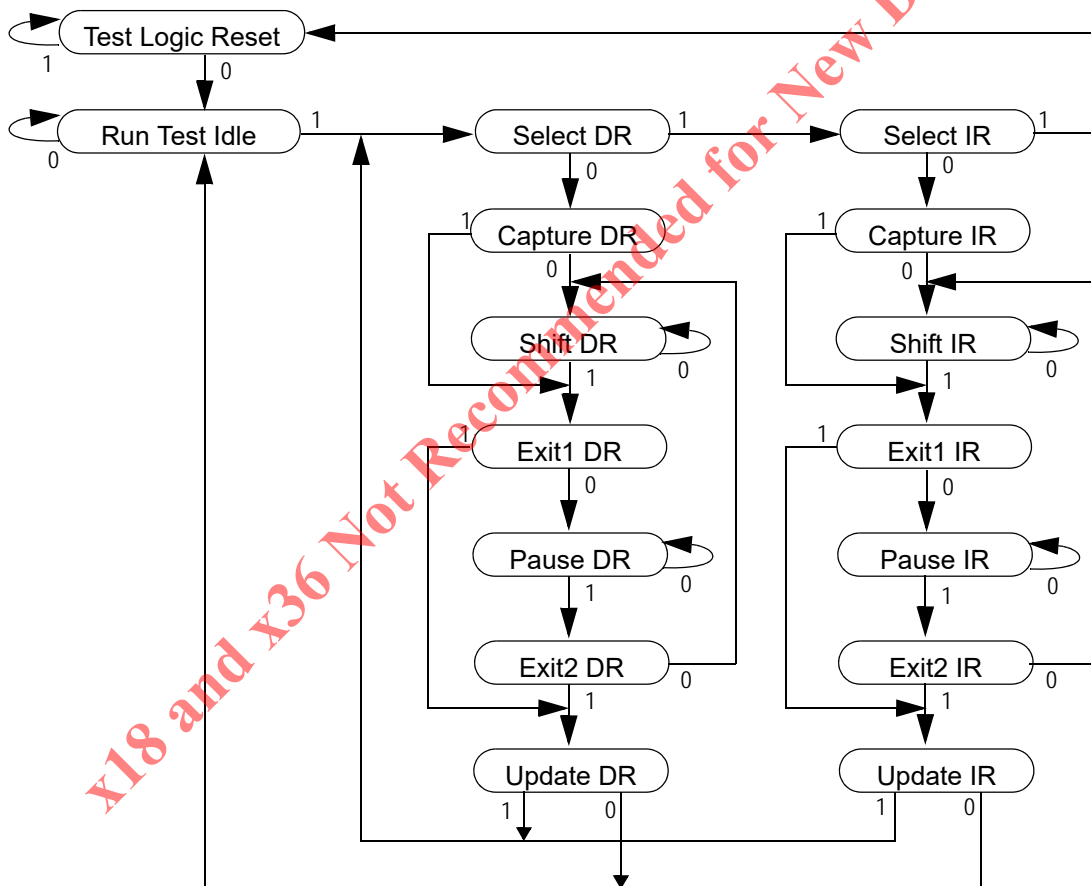 Test Logic Reset
1
0
Run Test Idle
1
Select DR
1
Select IR
1
0
0
0
1
Capture DR
1
Capture IR
0
0
Shift DR
Shift IR
0
0
1
1
1
Exit1 DR
1
Exit1 IR
0
0
Pause DR
Pause IR
0
0
1
1
Exit2 DR
0
Exit2 IR
0
1
1
Update DR
Update IR
1
0
1
0
x18 and x36 Not Recommended for New D